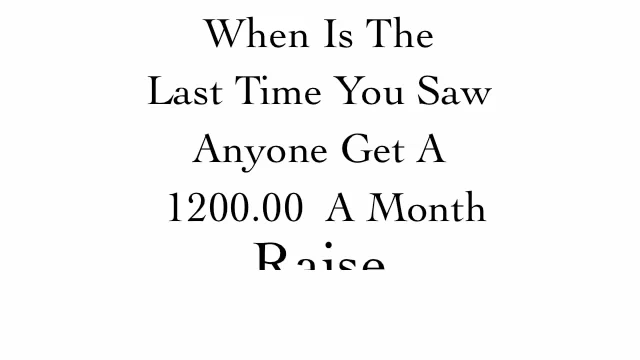 When Is The
Last Time You Saw
Anyone Get A
1200.00 A Month
Raise